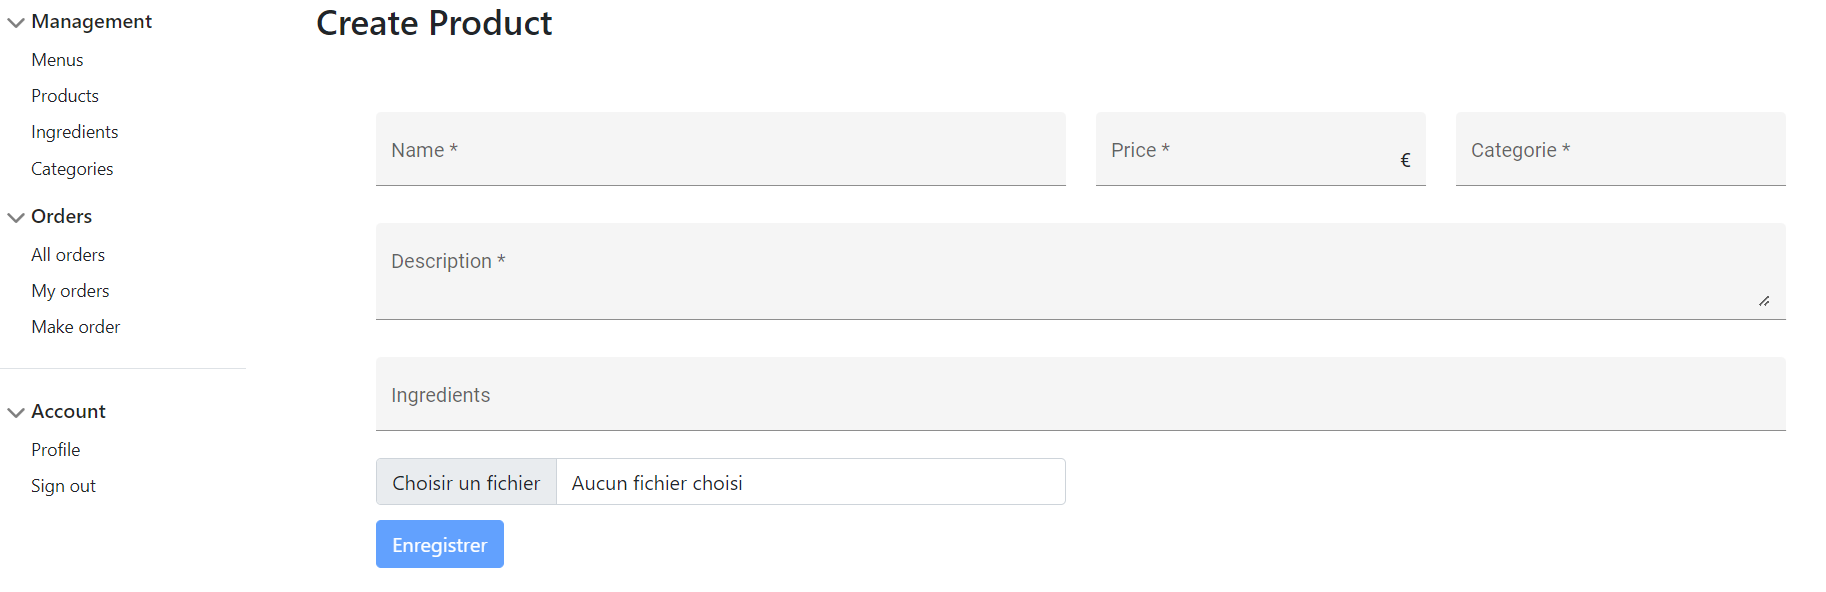 Management
Menus
Products
Ingredients
Categories
Orders
All orders
My orders
Make order
Account
Profile
Sign out
Create Product
Name *
Price *
€
Categorie *
Description *
Ingredients
Choisir un fichier Aucun fichier choisi
Enregistrer